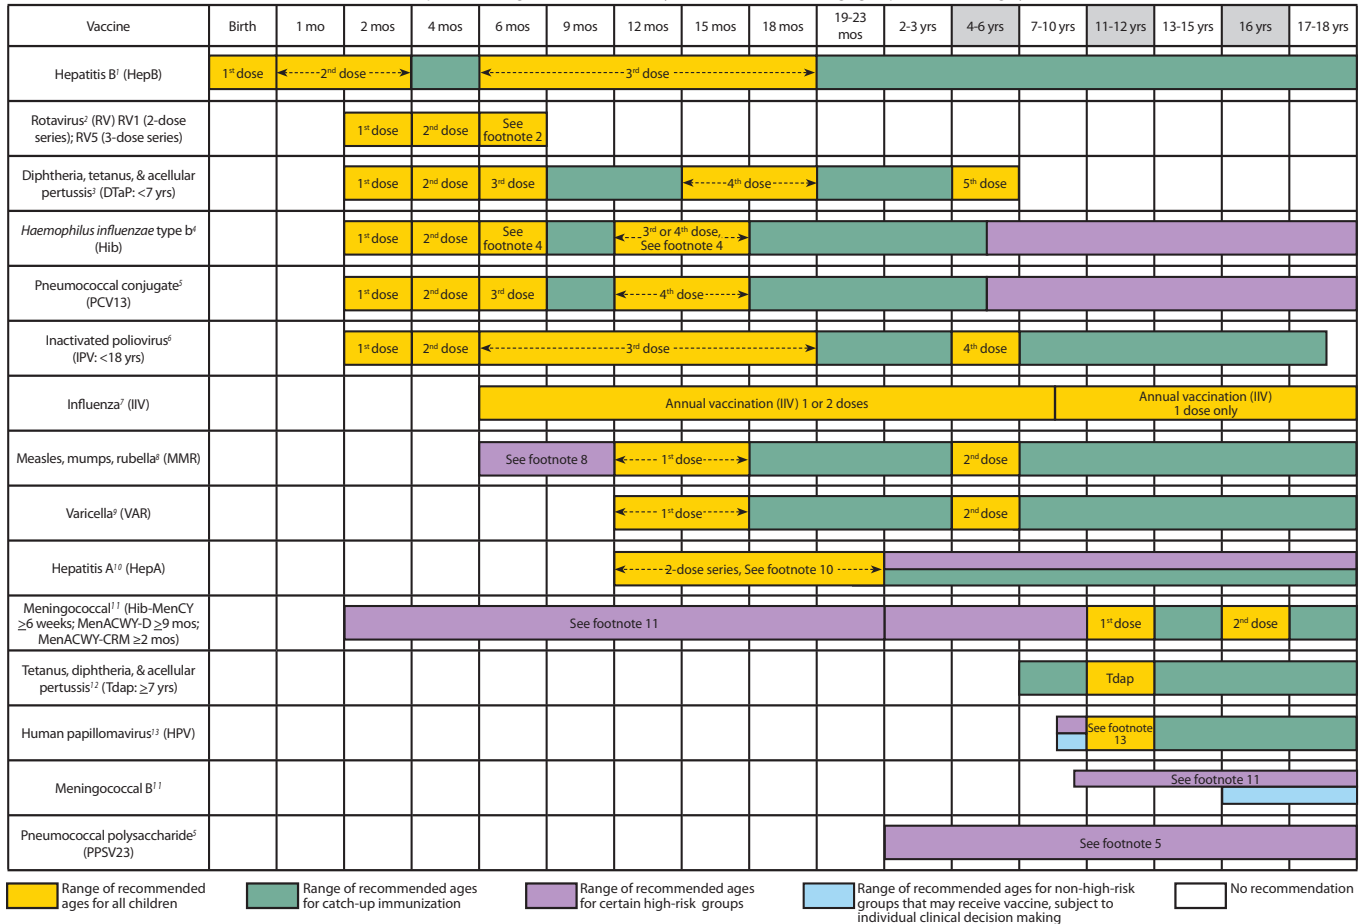 Vaccine Birth 1 mo 2 mos 4 mos 6 mos 9 mos 12 mos 15 mos 18 mos 19-23 mos 2-3 yrs 4-6 yrs 7-10 yrs 11-12 yrs 13-15 yrs 16 yrs 17-18 yrs
Hepatitis B¹ (HepB)
1st dose
2nd dose
3rd dose
Rotavirus² (RV) RV1 (2-dose
series); RV5 (3-dose series)
1st dose
2nd dose
See
footnote 2
Diphtheria, tetanus, & acellular
pertussis³ (DTaP: <7 yrs)
1st dose
2nd dose
3rd dose
4th dose
5th dose
Haemophilus influenzae type b⁴
(Hib)
1st dose
2nd dose
See
footnote 4
3rd or 4th dose,
See footnote 4
Pneumococcal conjugate⁵
(PCV13)
1st dose
2nd dose
3rd dose
4th dose
Inactivated poliovirus⁶
(IPV: <18 yrs)
1st dose
2nd dose
3rd dose
4th dose
Influenza⁷ (IIV)
Annual vaccination (IIV) 1 or 2 doses
Annual vaccination (IIV)
1 dose only
Measles, mumps, rubella⁸ (MMR)
See footnote 8
1st dose
2nd dose
Varicella⁹ (VAR)
1st dose
2nd dose
Hepatitis A¹⁰ (HepA)
2-dose series, See footnote 10
Meningococcal¹¹ (Hib-MenCY
≥6 weeks; MenACWY-D ≥9 mos;
MenACWY-CRM ≥2 mos)
See footnote 11
1st dose
2nd dose
Tetanus, diphtheria, & acellular
pertussis¹² (Tdap: ≥7 yrs)
Tdap
Human papillomavirus¹³ (HPV)
See footnote
13
Meningococcal B¹¹
See footnote 11
Pneumococcal polysaccharide⁵
(PPSV23)
See footnote 5
Range of recommended
ages for all children
Range of recommended ages
for catch-up immunization
Range of recommended ages
for certain high-risk groups
Range of recommended ages for non-high-risk
groups that may receive vaccine, subject to
individual clinical decision making
No recommendation